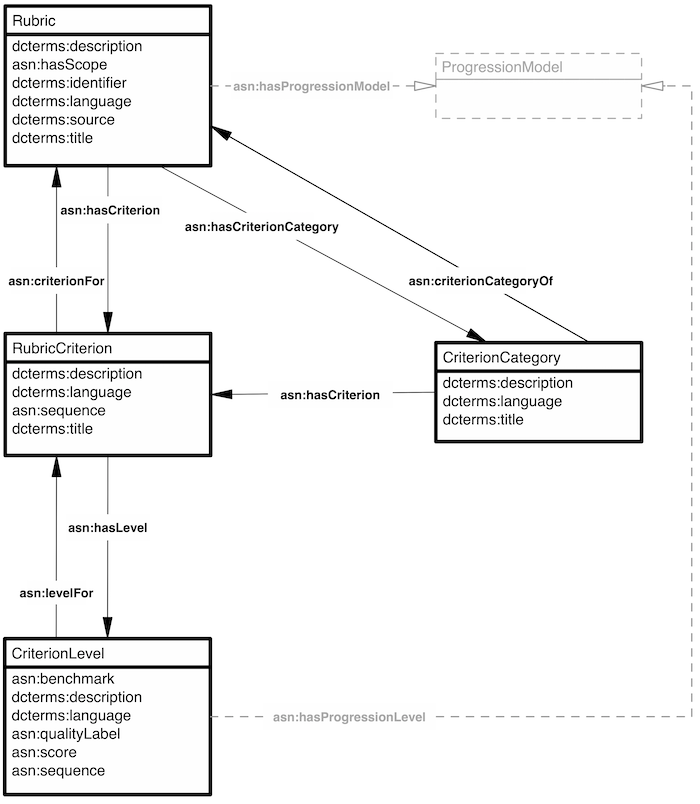 Rubric
dcterms:description
asn:hasScope
dcterms:identifier
dcterms:language
dcterms:source
dcterms:title
asn:hasProgressionModel
ProgressionModel
asn:hasCriterion
asn:hasCriterionCategory
asn:criterionFor
asn:criterionCategoryOf
RubricCriterion
dcterms:description
dcterms:language
asn:sequence
dcterms:title
asn:hasCriterion
CriterionCategory
dcterms:description
dcterms:language
dcterms:title
asn:hasLevel
asn:levelFor
CriterionLevel
asn:benchmark
dcterms:description
dcterms:language
asn:qualityLabel
asn:score
asn:sequence
asn:hasProgressionLevel